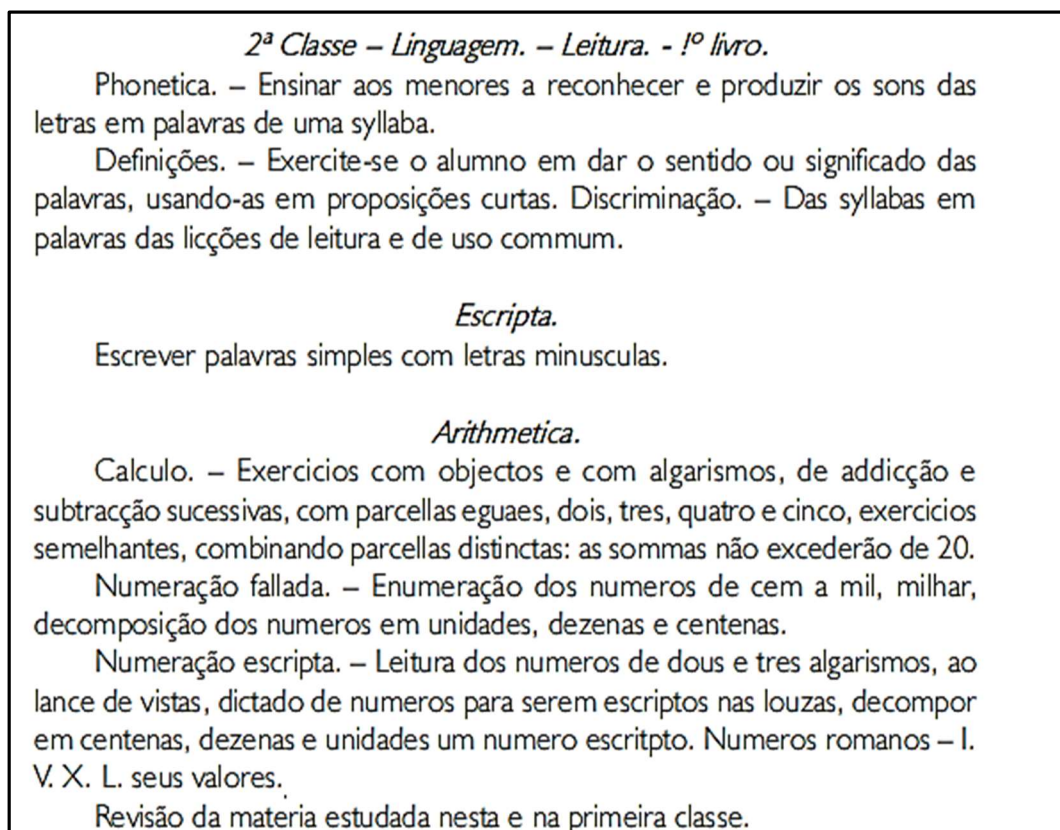 2ª Classe – Linguagem. – Leitura. - !º livro.
Phonetica. – Ensinar aos menores a reconhecer e produzir os sons das
letras em palavras de uma syllaba.
Definições. – Exercite-se o alumno em dar o sentido ou significado das
palavras, usando-as em proposições curtas. Discriminação. – Das syllabas em
palavras das licções de leitura e de uso commum.
Escripta.
Escrever palavras simples com letras minusculas.
Arithmetica.
Calculo. – Exercicios com objectos e com algarismos, de addicção e
subtracção sucessivas, com parcellas eguaes, dois, tres, quatro e cinco, exercicios
semelhantes, combinando parcellas distinctas: as sommas não excederão de 20.
Numeração fallada. – Enumeração dos numeros de cem a mil, milhar,
decomposição dos numeros em unidades, dezenas e centenas.
Numeração escripta. – Leitura dos numeros de dous e tres algarismos, ao
lance de vistas, dictado de numeros para serem escriptos nas louzas, decompor
em centenas, dezenas e unidades um numero escritpto. Numeros romanos – I.
V. X. L. seus valores.
Revisão da materia estudada nesta e na primeira classe.